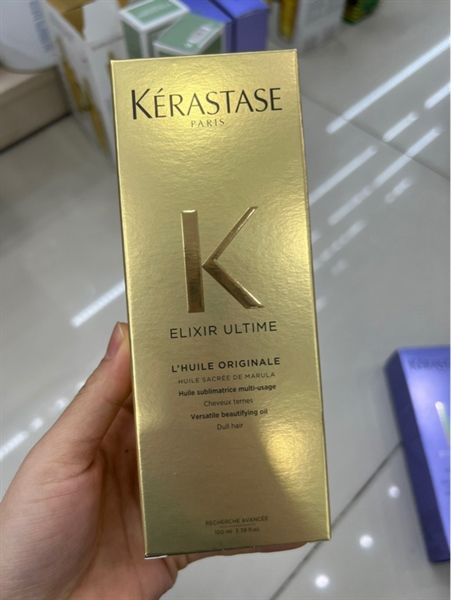 KÉRASTASE
PARIS
K
ELIXIR ULTIME
L'HUILE ORIGINALE
HUILE SACRÉE DE MARULA
Huile sublimatrice multi-usage
Cheveux ternes
Versatile beautifying oil
Dull hair
RECHERCHE AVANCÉE
100 ml 3.38 fl.oz.
KÉRASTASE